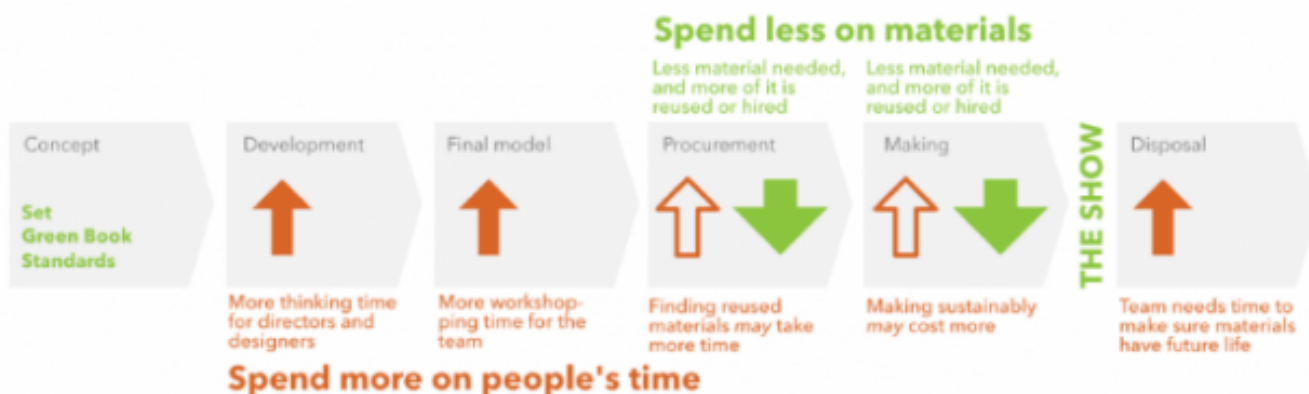 Spend less on materials
Less material needed,
and more of it is
reused or hired
Less material needed,
and more of it is
reused or hired
Concept
Set
Green Book
Standards
Development
Final model
Procurement
Making
THE SHOW
Disposal
More thinking time
for directors and
designers
More workshop-
ping time for the
team
Finding reused
materials may take
more time
Making sustainably
may cost more
Team needs time to
make sure materials
have future life
Spend more on people's time